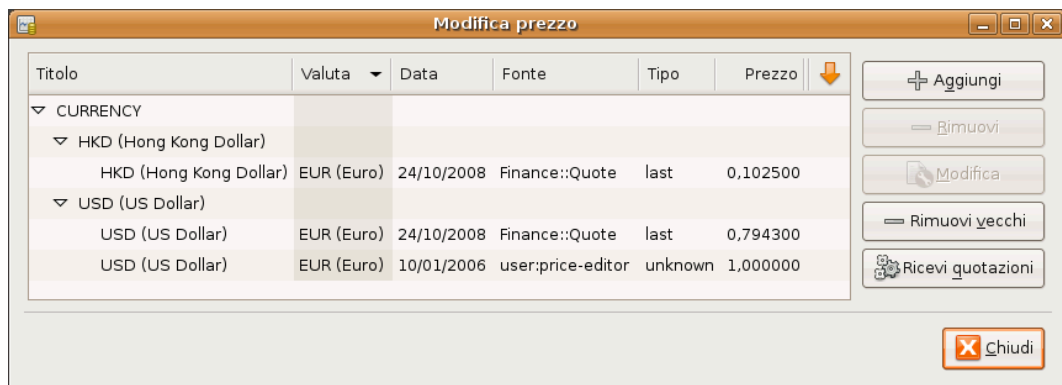 Modifica prezzo
Titolo Valuta Data Fonte Tipo Prezzo
CURRENCY
HKD (Hong Kong Dollar)
HKD (Hong Kong Dollar) EUR (Euro) 24/10/2008 Finance::Quote last 0,102500
USD (US Dollar)
USD (US Dollar) EUR (Euro) 24/10/2008 Finance::Quote last 0,794300
USD (US Dollar) EUR (Euro) 10/01/2006 user:price-editor unknown 1,000000
Aggiungi
Rimuovi
Modifica
Rimuovi vecchi
Ricevi quotazioni
Chiudi